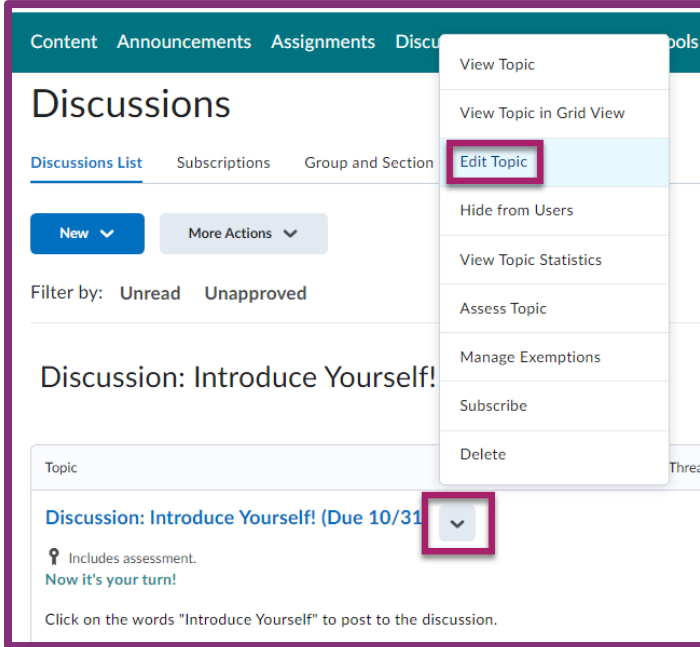 Content Announcements Assignments
Discussions
Discussions List Subscriptions Group and Section
New More Actions
Filter by: Unread Unapproved
Discussion: Introduce Yourself!
Topic
Discussion: Introduce Yourself! (Due 10/31
Includes assessment.
Now it's your turn!
Click on the words "Introduce Yourself" to post to the discussion.
View Topic
View Topic in Grid View
Edit Topic
Hide from Users
View Topic Statistics
Assess Topic
Manage Exemptions
Subscribe
Delete